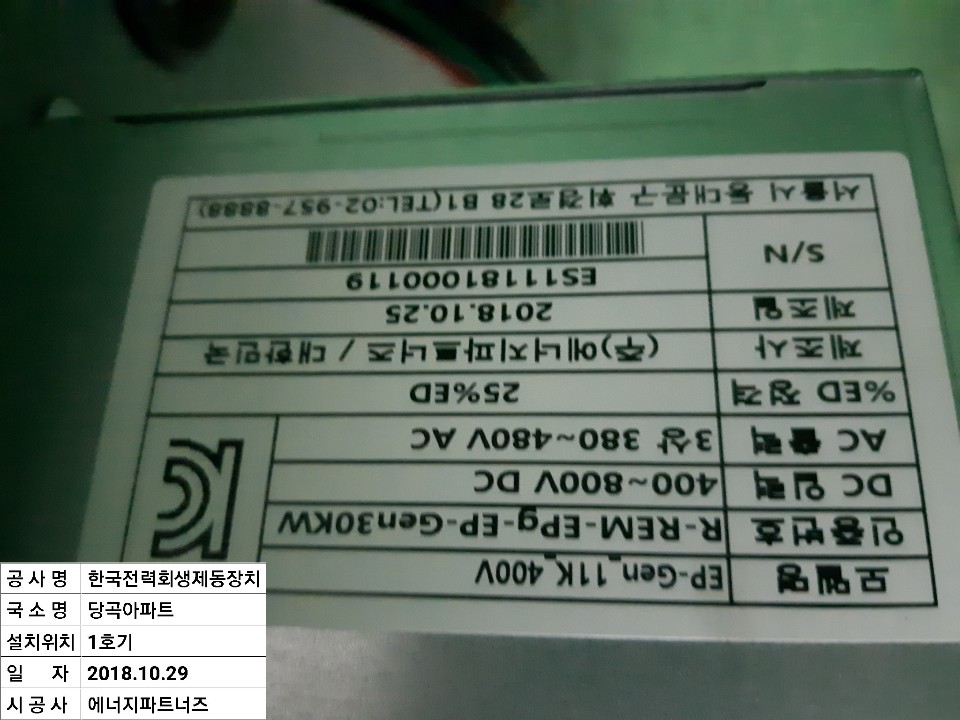 모델명 EP-Gen_11K_400V
인증번호 R-REM-EPg-EP-Gen30KW
DC 입력 400~800V DC
AC 출력 3상 380~480V AC
%ED 정격 25%ED
제조사 (주)에너지파트너즈 / 대한민국
제조일 2018.10.25
S/N ES11181000119
서울시 동대문구 휘경로28 B1(TEL:02-957-8888)
공 사 명 한국전력회생제동장치
국 소 명 당곡아파트
설치위치 1호기
일 자 2018.10.29
시 공 사 에너지파트너즈